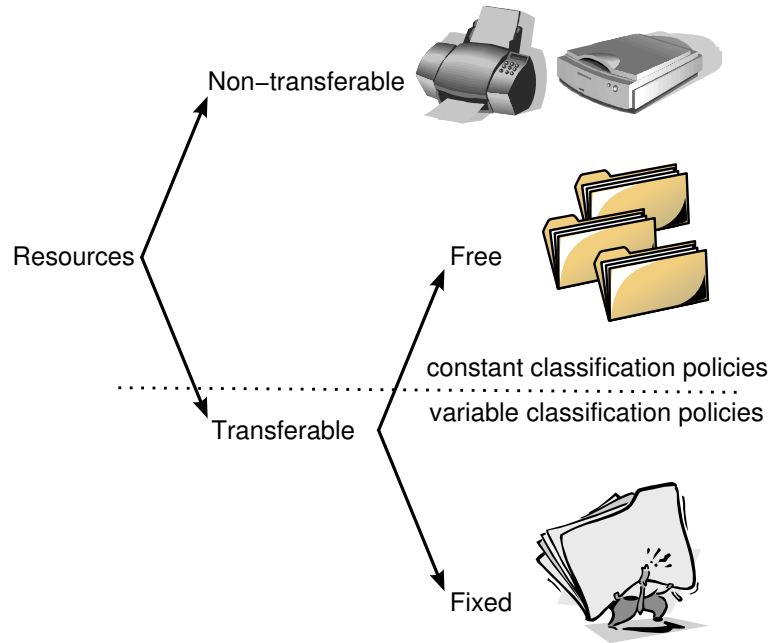 Non−transferable
Resources
Free
constant classification policies
variable classification policies
Transferable
Fixed